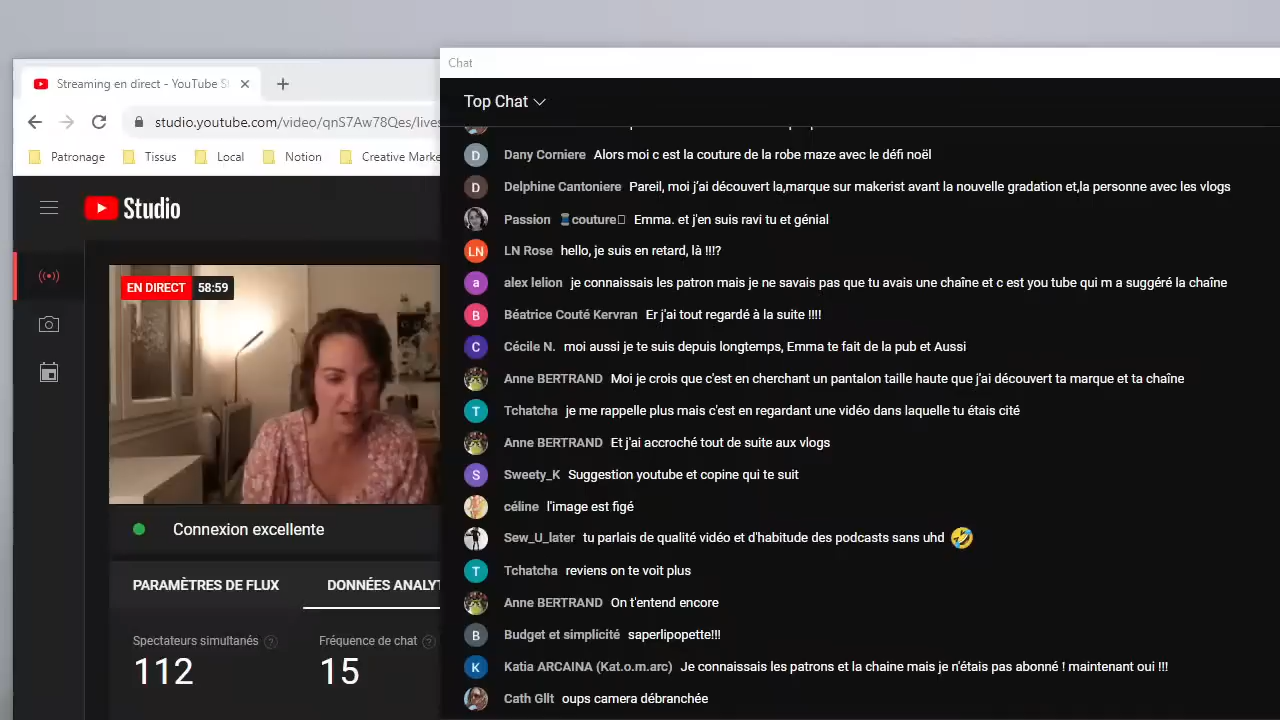 Chat
Streaming en direct - YouTube S
studio.youtube.com/video/qnS7Aw78Qes/lives
Patronage
Tissus
Local
Notion
Creative Marke
Studio
EN DIRECT 58:59
Connexion excellente
PARAMÈTRES DE FLUX
DONNÉES ANALYT
Spectateurs simultanés ?
Fréquence de chat ?
112
15
Top Chat
D Dany Corniere Alors moi c est la couture de la robe maze avec le défi noël
D Delphine Cantoniere Pareil, moi j'ai découvert la,marque sur makerist avant la nouvelle gradation et,la personne avec les vlogs
Passion 🧵couture Emma. et j'en suis ravi tu et génial
LN LN Rose hello, je suis en retard, là !!!?
a alex lelion je connaissais les patron mais je ne savais pas que tu avais une chaîne et c est you tube qui m a suggéré la chaîne
B Béatrice Couté Kervran Er j'ai tout regardé à la suite !!!!
C Cécile N. moi aussi je te suis depuis longtemps, Emma te fait de la pub et Aussi
Anne BERTRAND Moi je crois que c'est en cherchant un pantalon taille haute que j'ai découvert ta marque et ta chaîne
T Tchatcha je me rappelle plus mais c'est en regardant une vidéo dans laquelle tu étais cité
Anne BERTRAND Et j'ai accroché tout de suite aux vlogs
S Sweety_K Suggestion youtube et copine qui te suit
céline l'image est figé
Sew_U_later tu parlais de qualité vidéo et d'habitude des podcasts sans uhd 🤣
T Tchatcha reviens on te voit plus
Anne BERTRAND On t'entend encore
B Budget et simplicité saperlipopette!!!
K Katia ARCAINA (Kat.o.m.arc) Je connaissais les patrons et la chaine mais je n'étais pas abonné ! maintenant oui !!!
Cath Gllt oups camera débranchée